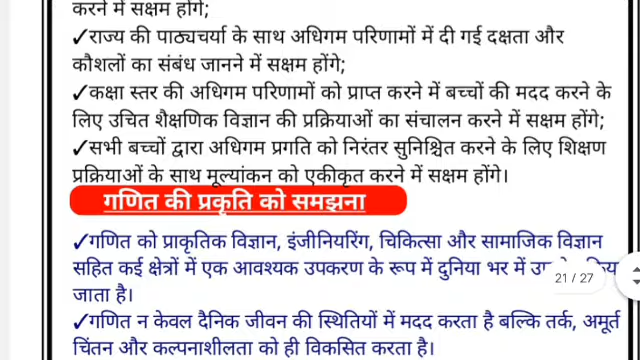 करने में सक्षम होंगे;
✓राज्य की पाठ्यचर्या के साथ अधिगम परिणामों में दी गई दक्षता और
कौशलों का संबंध जानने में सक्षम होंगे;
✓कक्षा स्तर की अधिगम परिणामों को प्राप्त करने में बच्चों की मदद करने के
लिए उचित शैक्षणिक विज्ञान की प्रक्रियाओं का संचालन करने में सक्षम होंगे;
✓सभी बच्चों द्वारा अधिगम प्रगति को निरंतर सुनिश्चित करने के लिए शिक्षण
प्रक्रियाओं के साथ मूल्यांकन को एकीकृत करने में सक्षम होंगे।
गणित की प्रकृति को समझना
✓गणित को प्राकृतिक विज्ञान, इंजीनियरिंग, चिकित्सा और सामाजिक विज्ञान
सहित कई क्षेत्रों में एक आवश्यक उपकरण के रूप में दुनिया भर में
21 / 27
जाता है।
✓गणित न केवल दैनिक जीवन की स्थितियों में मदद करता है बल्कि तर्क, अमूर्त
चिंतन और कल्पनाशीलता को ही विकसित करता है।